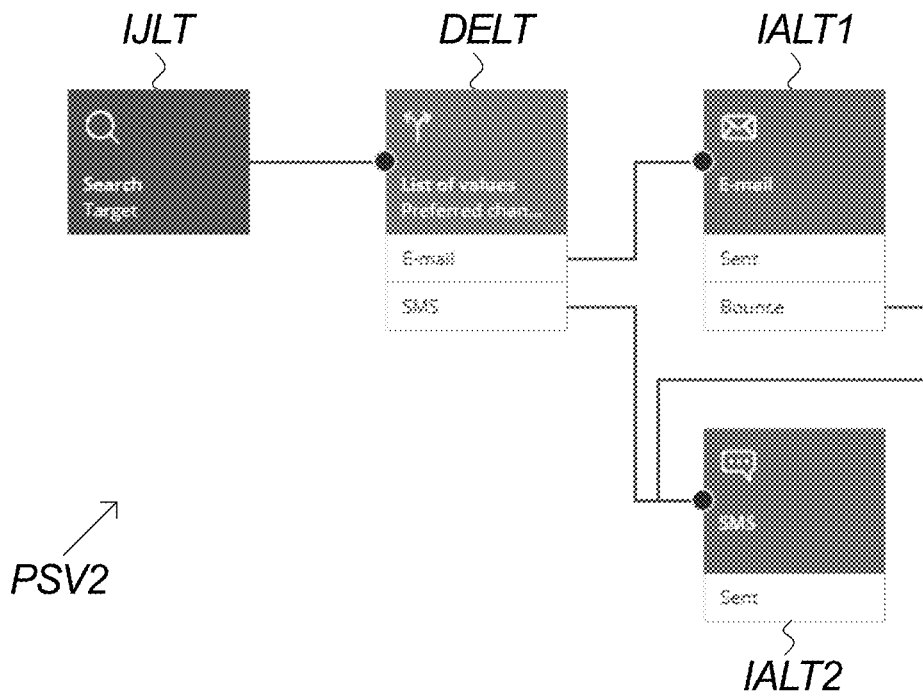 IJLT
DELT
IALT1
Search
Target
List of values
Preferred chan...
E-mail
SMS
E-mail
Sent
Bounce
SMS
Sent
PSV2
IALT2